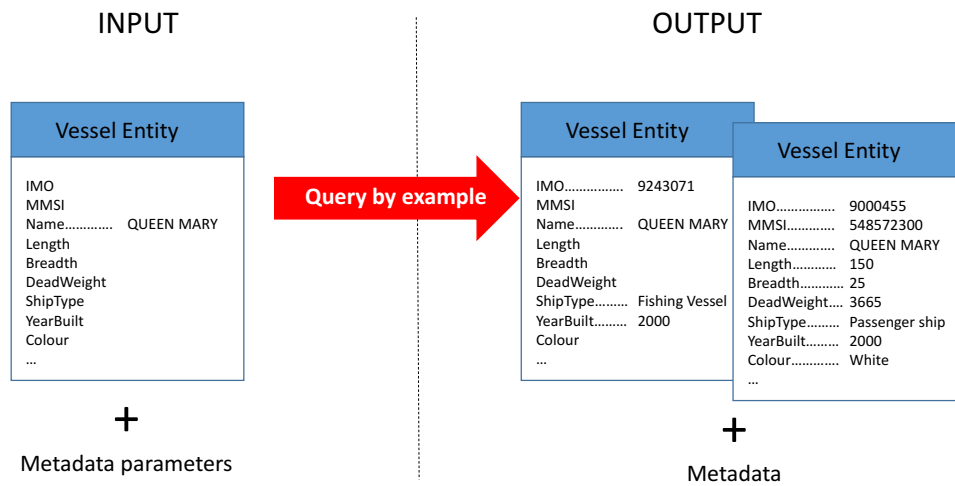 INPUT
OUTPUT
Vessel Entity
IMO
MMSI
Name…………. QUEEN MARY
Length
Breadth
DeadWeight
ShipType
YearBuilt
Colour
…
+
Metadata parameters
Query by example
Vessel Entity
IMO……………. 9243071
MMSI
Name…………. QUEEN MARY
Length
Breadth
DeadWeight
ShipType……… Fishing Vessel
YearBuilt……… 2000
Colour
…
Vessel Entity
IMO……………. 9000455
MMSI…………. 548572300
Name…………. QUEEN MARY
Length………… 150
Breadth………… 25
DeadWeight…. 3665
ShipType……… Passenger ship
YearBuilt……… 2000
Colour…………. White
…
+
Metadata